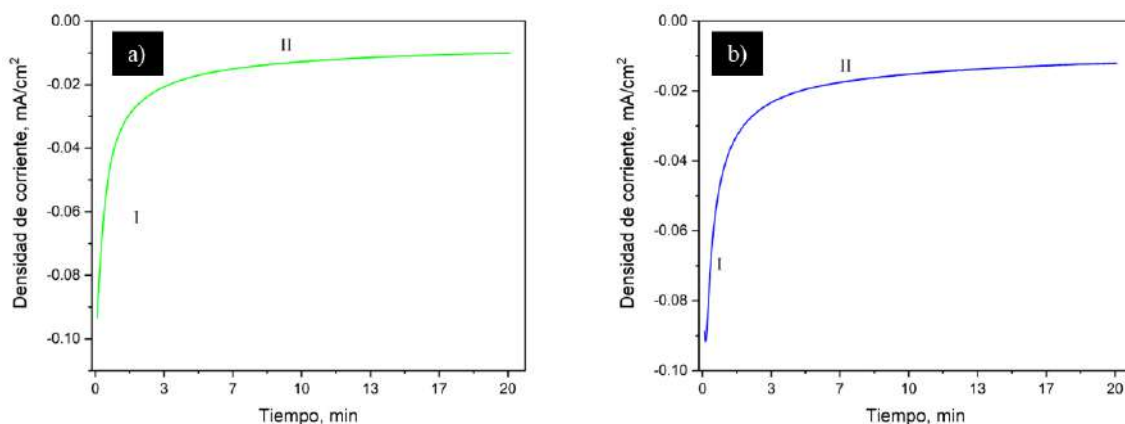 a)
0.00
-0.02
-0.04
-0.06
-0.08
-0.10
Densidad de corriente, mA/cm²
I
II
0 3 7 10 13 17 20
Tiempo, min
b)
0.00
-0.02
-0.04
-0.06
-0.08
-0.10
Densidad de corriente, mA/cm²
I
II
0 3 7 10 13 17 20
Tiempo, min